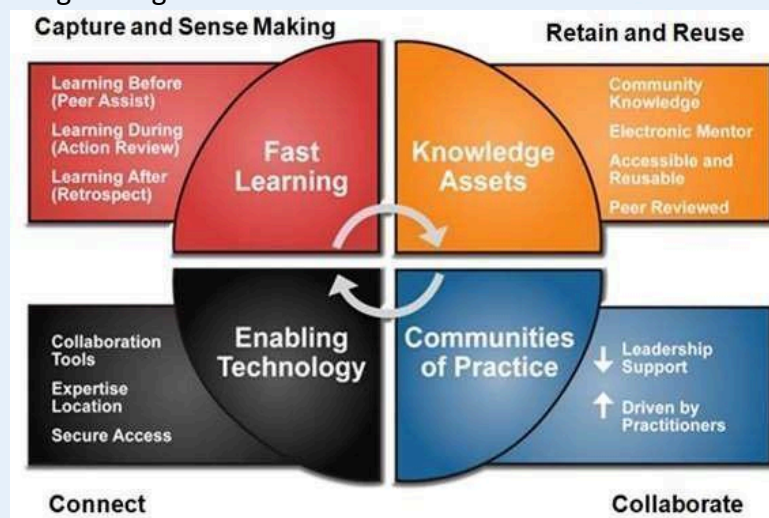 Capture and Sense Making
Retain and Reuse
Learning Before
(Peer Assist)
Learning During
(Action Review)
Learning After
(Retrospect)
Fast
Learning
Knowledge
Assets
Community
Knowledge
Electronic Mentor
Accessible and
Reusable
Peer Reviewed
Collaboration
Tools
Expertise
Location
Secure Access
Enabling
Technology
Communities
of Practice
Leadership
Support
Driven by
Practitioners
Connect
Collaborate